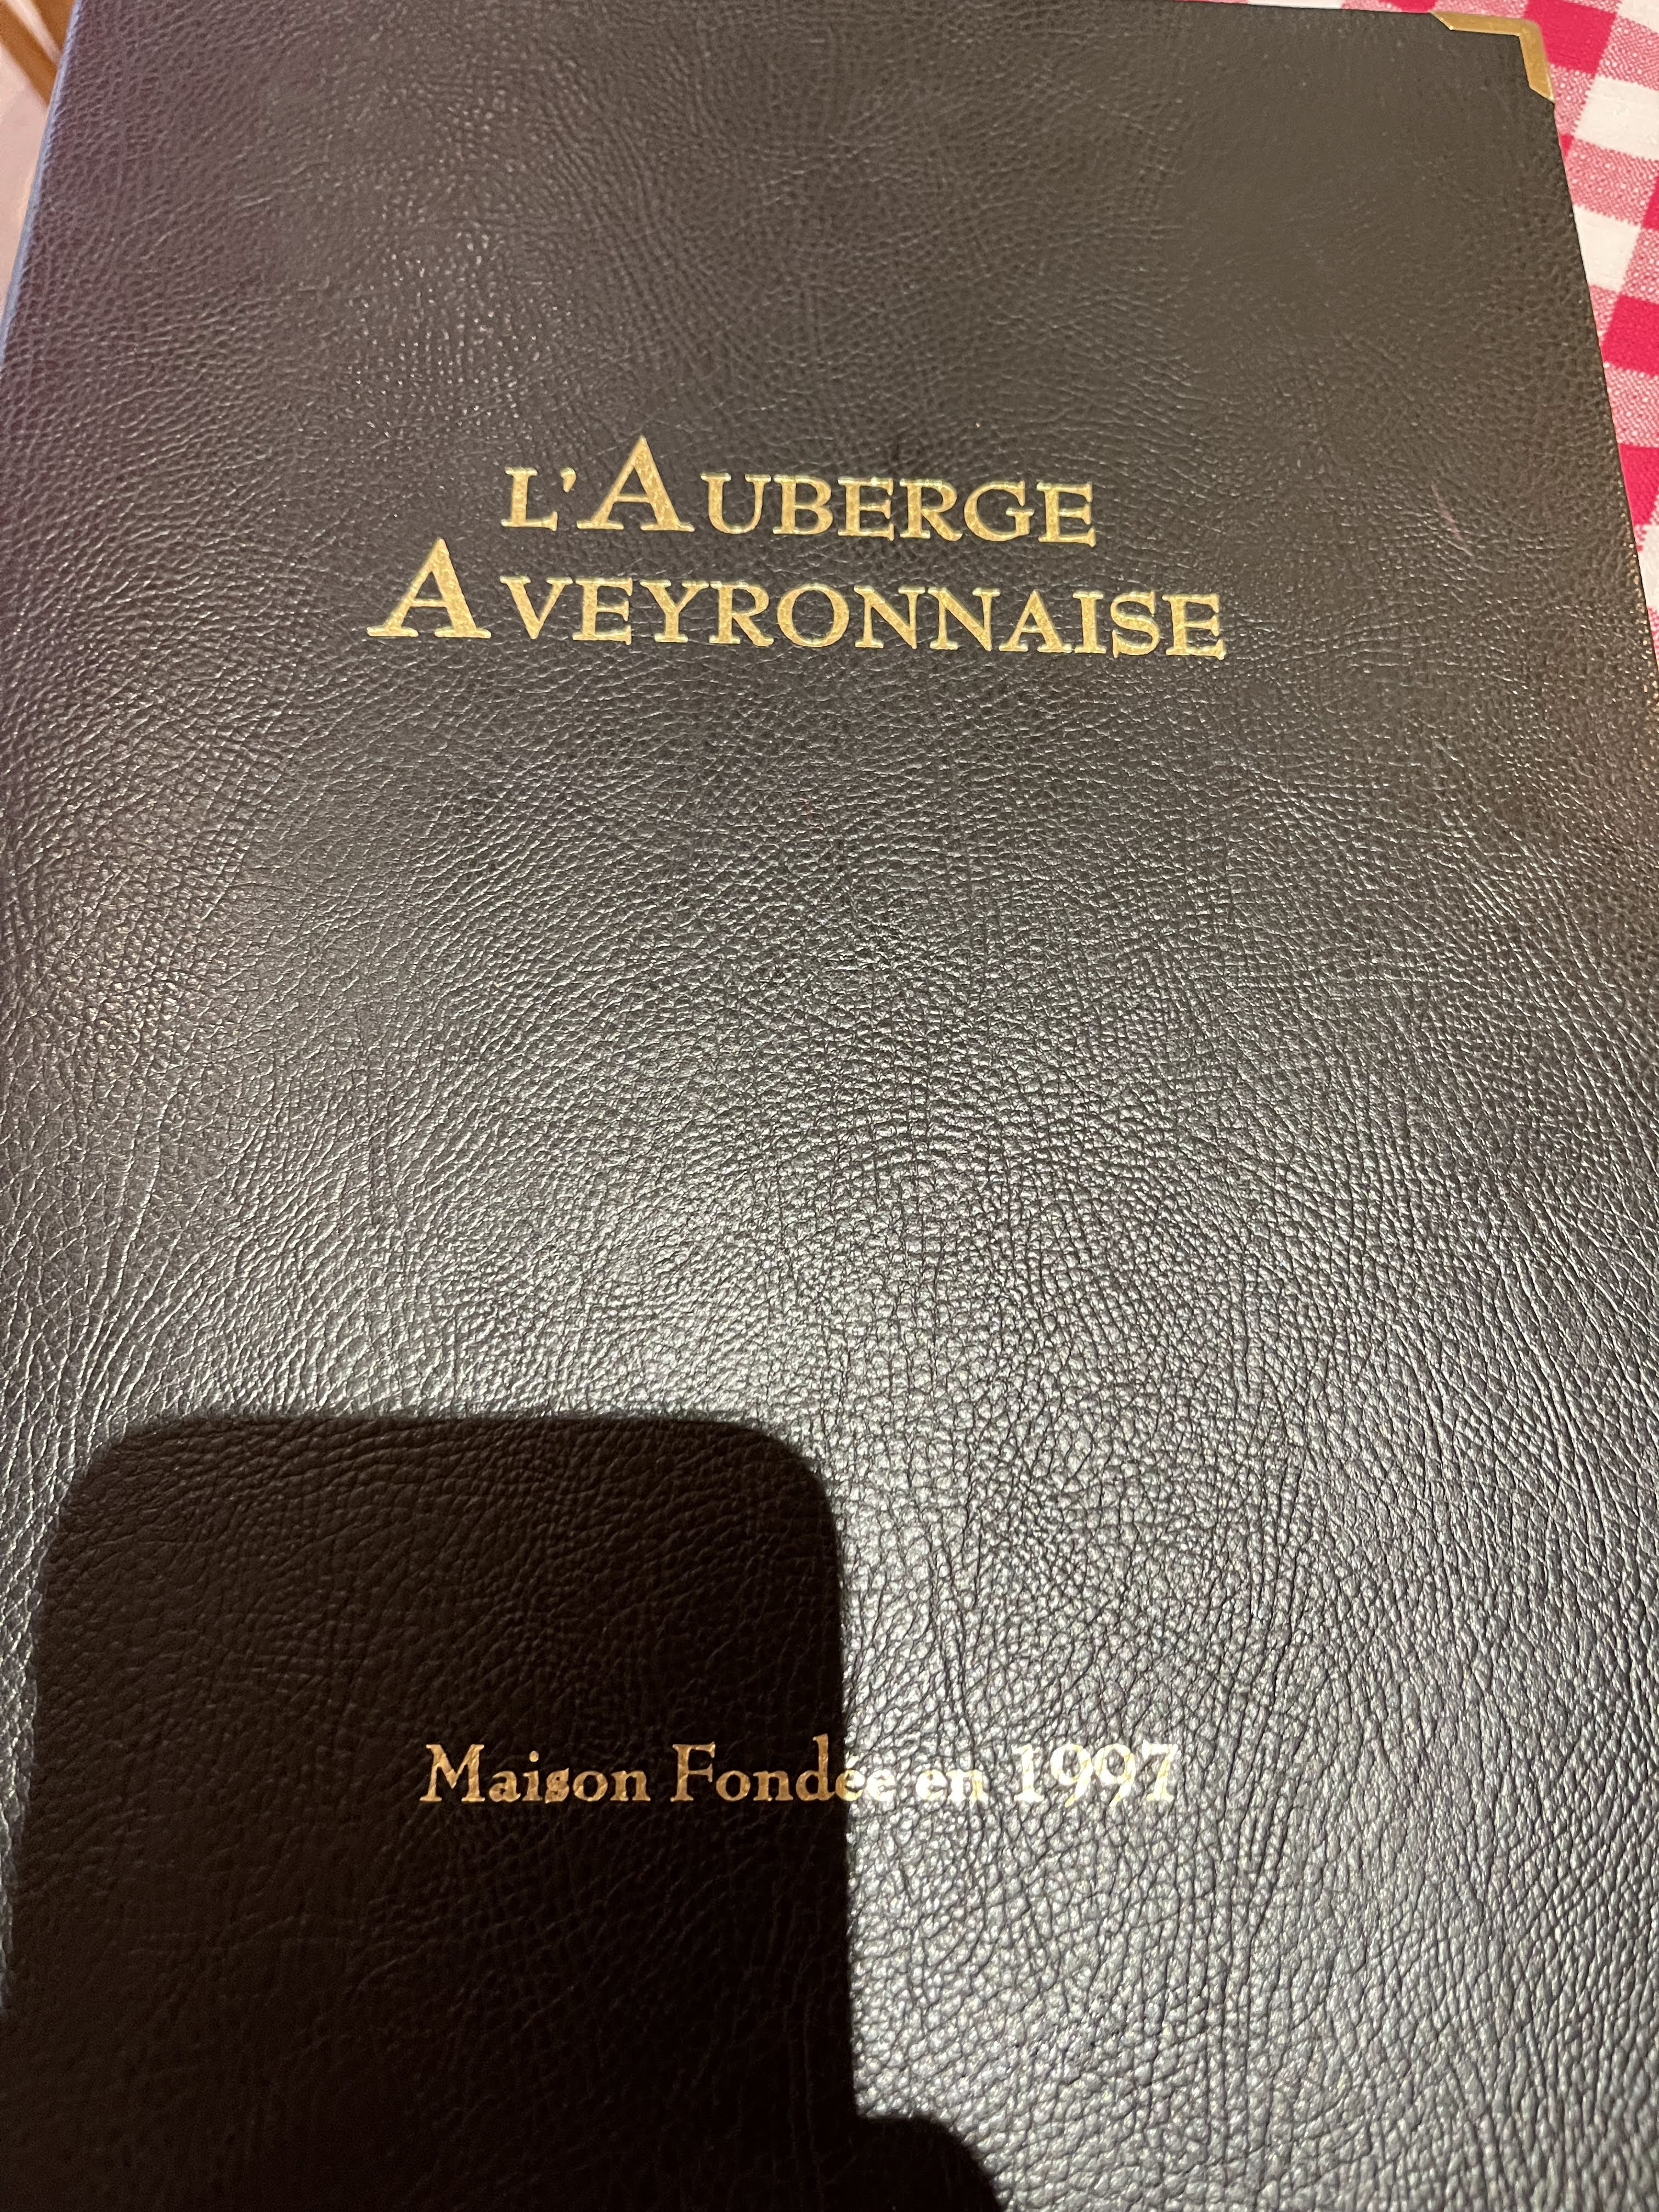 L'AUBERGE
AVEYRONNAISE
Maison Fondée en 1997